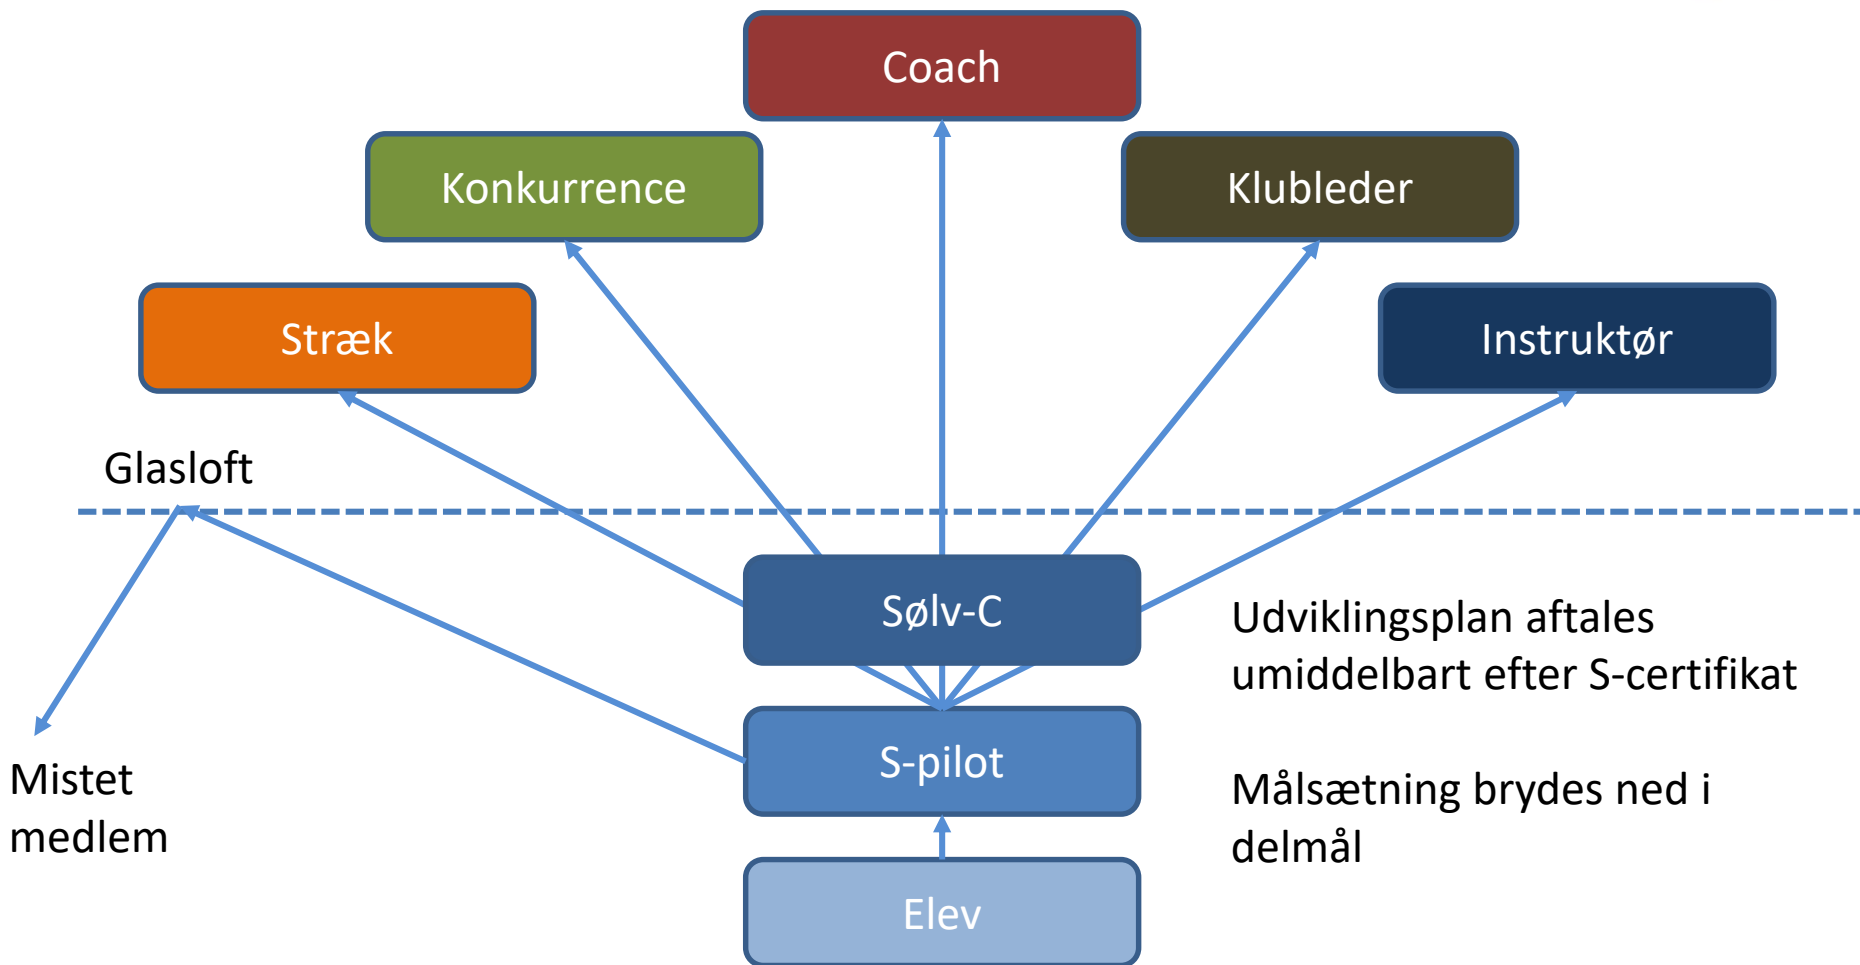 Coach
Konkurrence
Klubleder
Stræk
Instruktør
Glasloft
Sølv-C
Udviklingsplan aftales
umiddelbart efter S-certifikat
S-pilot
Mistet
medlem
Målsætning brydes ned i
delmål
Elev